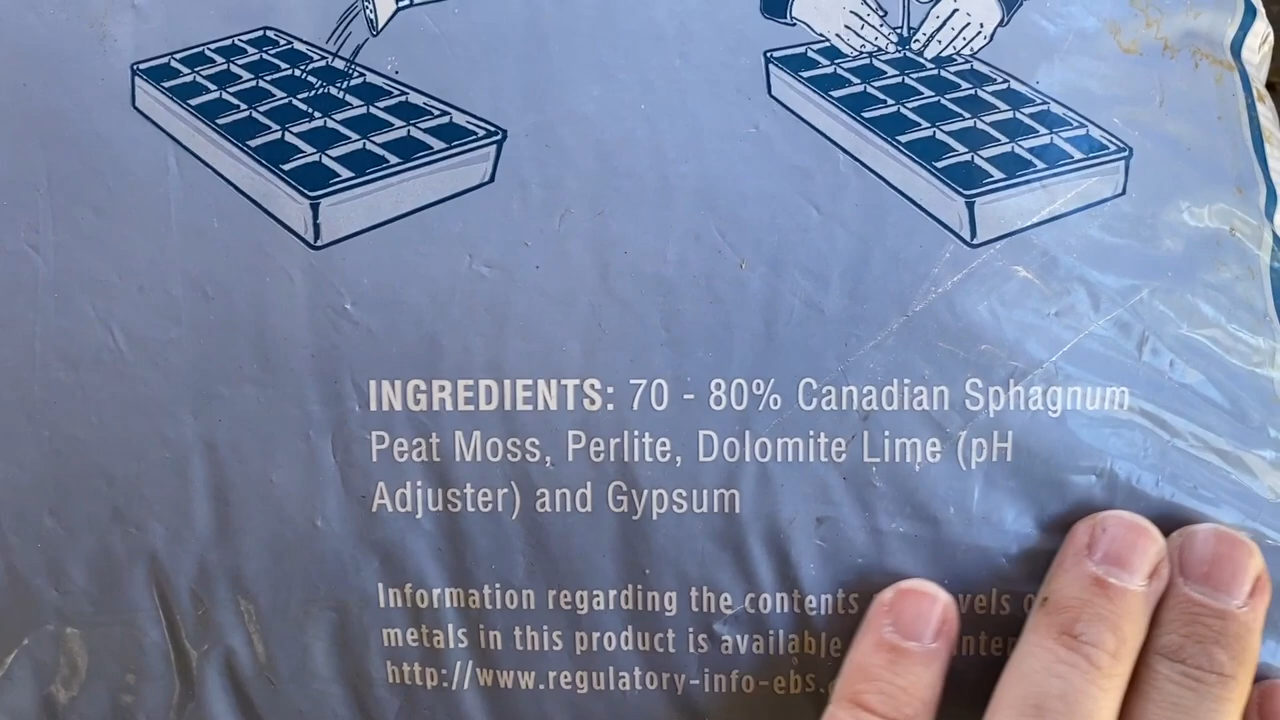 INGREDIENTS: 70 - 80% Canadian Sphagnum
Peat Moss, Perlite, Dolomite Lime (pH
Adjuster) and Gypsum
Information regarding the contents
metals in this product is available
http://www.regulatory-info-ebs.